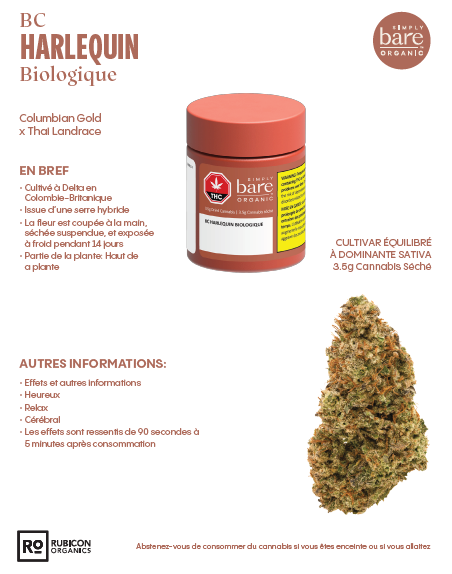 BC
HARLEQUIN
Biologique
SIMPLY
bare
ORGANIC
Columbian Gold
x Thai Landrace
EN BREF
· Cultivé à Delta en
Colombie-Britanique
· Issue d'une serre hybride
· La fleur est coupée à la main,
séchée suspendue, et exposée
à froid pendant 14 jours
· Partie de la plante: Haut de
a plante
THC
SIMPLY
bare
ORGANIC
BC HARLEQUIN BIOLOGIQUE
CULTIVAR ÉQUILIBRÉ
À DOMINANTE SATIVA
3.5g Cannabis Séché
AUTRES INFORMATIONS:
· Effets et autres informations
· Heureux
· Relax
· Cérébral
· Les effets sont ressentis de 90 secondes à
5 minutes après consommation
RO
RUBICON
ORGANICS
Abstenez-vous de consommer du cannabis si vous êtes enceinte ou si vous allaitez